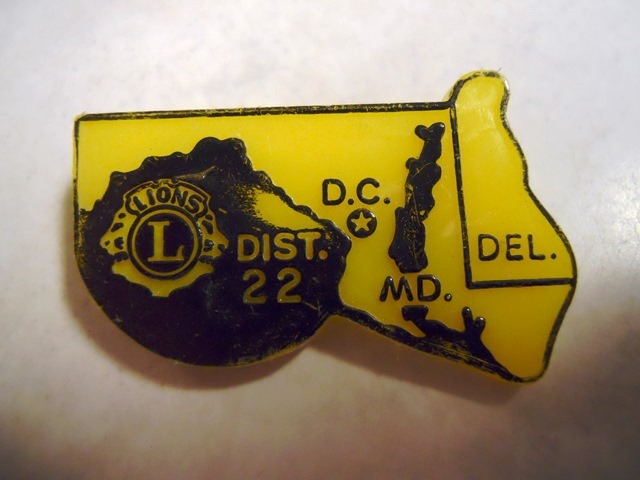 LIONS
L
DIST.
22
D.C.
MD.
DEL.